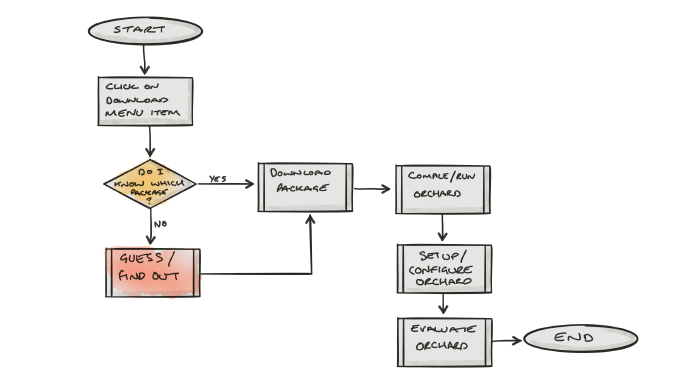 START
CLICK ON
DOWNLOAD
MENU ITEM
DO I
KNOW WHICH
PACKAGE
?
YES
NO
GUESS/
FIND OUT
DOWNLOAD
PACKAGE
COMPILE/RUN
ORCHARD
SETUP/
CONFIGURE
ORCHARD
EVALUATE
ORCHARD
END